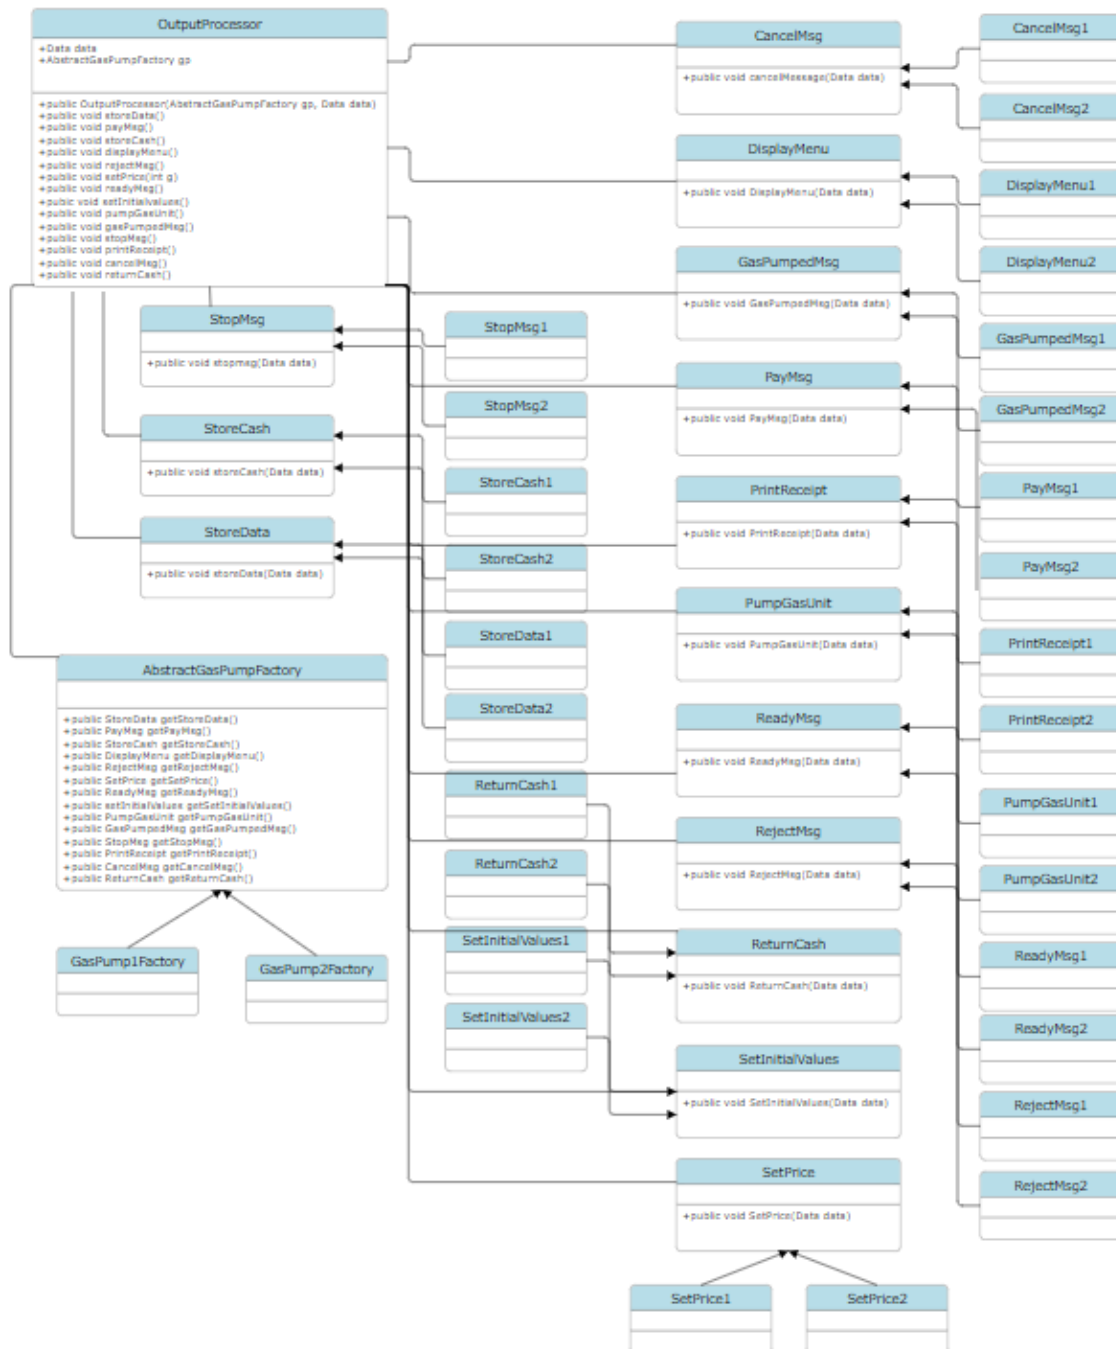 OutputProcessor
+Data data
+AbstractGasPumpFactory gp
+public OutputProcessor(AbstractGasPumpFactory gp, Data data)
+public void storeData()
+public void payMsg()
+public void storeCash()
+public void displayMenu()
+public void rejectMsg()
+public void setPrice(int g)
+public void readyMsg()
+pubic void setInitialvalues()
+public void pumpGasUnit()
+public void gasPumpedMsg()
+public void stopMsg()
+public void printReceipt()
+public void cancelMsg()
+public void returnCash()
StopMsg
+public void stopmsg(Data data)
StoreCash
+public void storeCash(Data data)
StoreData
+public void storeData(Data data)
AbstractGasPumpFactory
+public StoreData getStoreData()
+public PayMsg getPayMsg()
+public StoreCash getStoreCash()
+public DisplayMenu getDisplayMenu()
+public RejectMsg getRejectMsg()
+public SetPrice getSetPrice()
+public ReadyMsg getReadyMsg()
+public setInitialValues getSetInitialValues()
+public PumpGasUnit getPumpGasUnit()
+public GasPumpedMsg getGasPumpedMsg()
+public StopMsg getStopMsg()
+public PrintReceipt getPrintReceipt()
+public CancelMsg getCancelMsg()
+public ReturnCash getReturnCash()
GasPump1Factory
GasPump2Factory
StopMsg1
StopMsg2
StoreCash1
StoreCash2
StoreData1
StoreData2
ReturnCash1
ReturnCash2
SetInitialValues1
SetInitialValues2
CancelMsg
+public void cancelMessage(Data data)
DisplayMenu
+public void DisplayMenu(Data data)
GasPumpedMsg
+public void GasPumpedMsg(Data data)
PayMsg
+public void PayMsg(Data data)
PrintReceipt
+public void PrintReceipt(Data data)
PumpGasUnit
+public void PumpGasUnit(Data data)
ReadyMsg
+public void ReadyMsg(Data data)
RejectMsg
+public void RejectMsg(Data data)
ReturnCash
+public void ReturnCash(Data data)
SetInitialValues
+public void SetInitialValues(Data data)
SetPrice
+public void SetPrice(Data data)
SetPrice1
SetPrice2
CancelMsg1
CancelMsg2
DisplayMenu1
DisplayMenu2
GasPumpedMsg1
GasPumpedMsg2
PayMsg1
PayMsg2
PrintReceipt1
PrintReceipt2
PumpGasUnit1
PumpGasUnit2
ReadyMsg1
ReadyMsg2
RejectMsg1
RejectMsg2